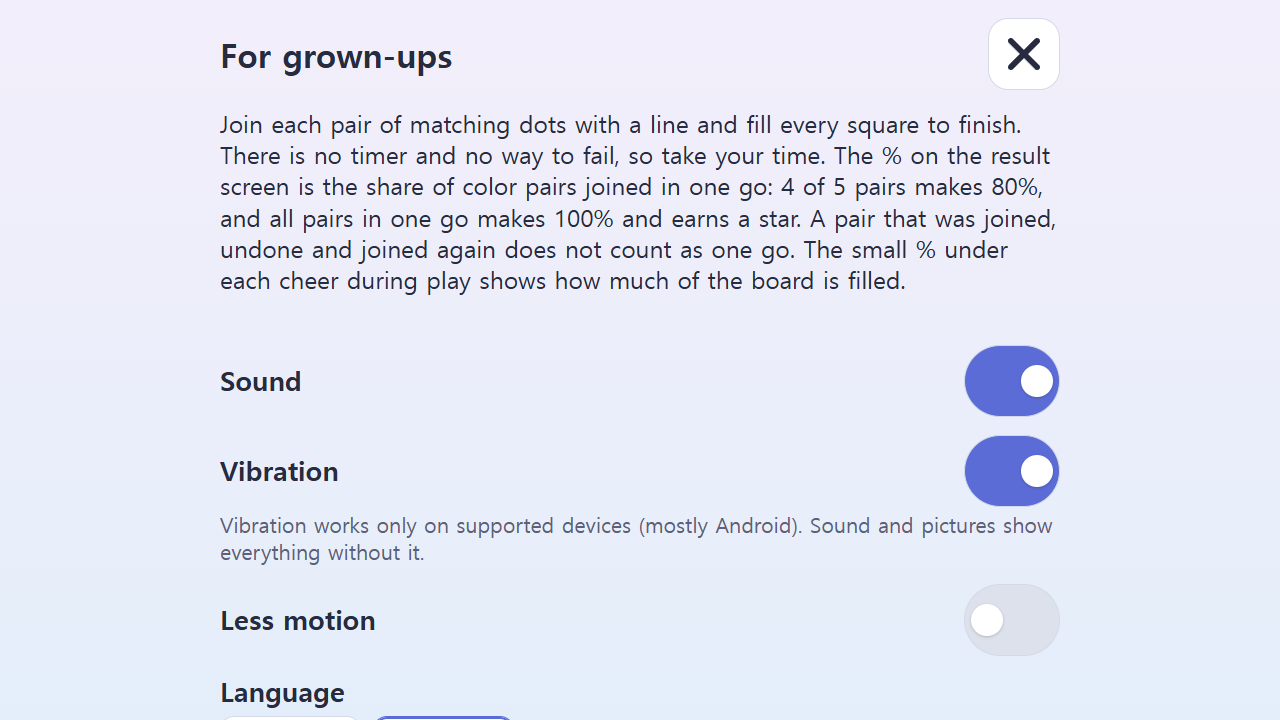 For grown-ups
Join each pair of matching dots with a line and fill every square to finish.
There is no timer and no way to fail, so take your time. The % on the result
screen is the share of color pairs joined in one go: 4 of 5 pairs makes 80%,
and all pairs in one go makes 100% and earns a star. A pair that was joined,
undone and joined again does not count as one go. The small % under
each cheer during play shows how much of the board is filled.
Sound
Vibration
Vibration works only on supported devices (mostly Android). Sound and pictures show
everything without it.
Less motion
Language